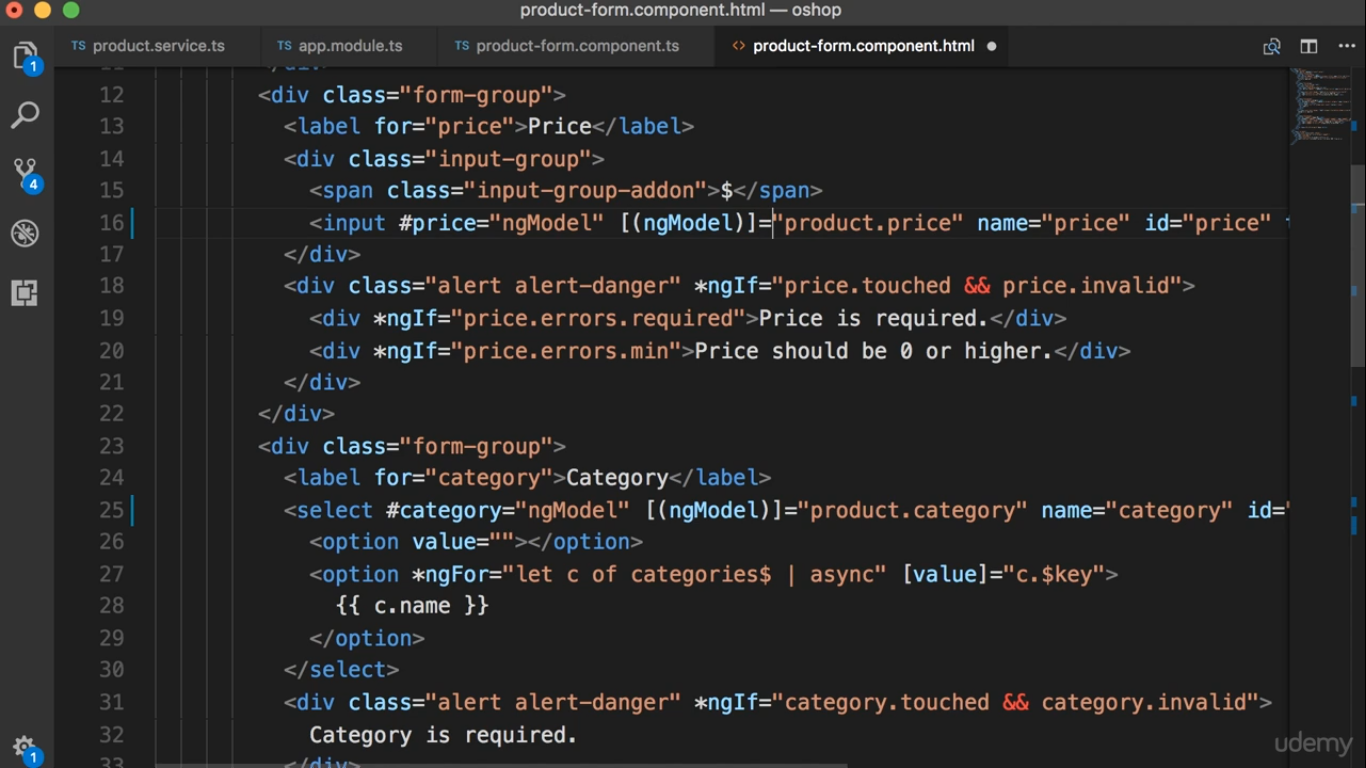 product-form.component.html — oshop
TS product.service.ts TS app.module.ts TS product-form.component.ts <> product-form.component.html
1
4
1
11 </div>
12 <div class="form-group">
13 <label for="price">Price</label>
14 <div class="input-group">
15 <span class="input-group-addon">$</span>
16 <input #price="ngModel" [(ngModel)]="product.price" name="price" id="price"
17 </div>
18 <div class="alert alert-danger" *ngIf="price.touched && price.invalid">
19 <div *ngIf="price.errors.required">Price is required.</div>
20 <div *ngIf="price.errors.min">Price should be 0 or higher.</div>
21 </div>
22 </div>
23 <div class="form-group">
24 <label for="category">Category</label>
25 <select #category="ngModel" [(ngModel)]="product.category" name="category" id="
26 <option value=""></option>
27 <option *ngFor="let c of categories$ | async" [value]="c.$key">
28 {{ c.name }}
29 </option>
30 </select>
31 <div class="alert alert-danger" *ngIf="category.touched && category.invalid">
32 Category is required.
33 </div>
udemy